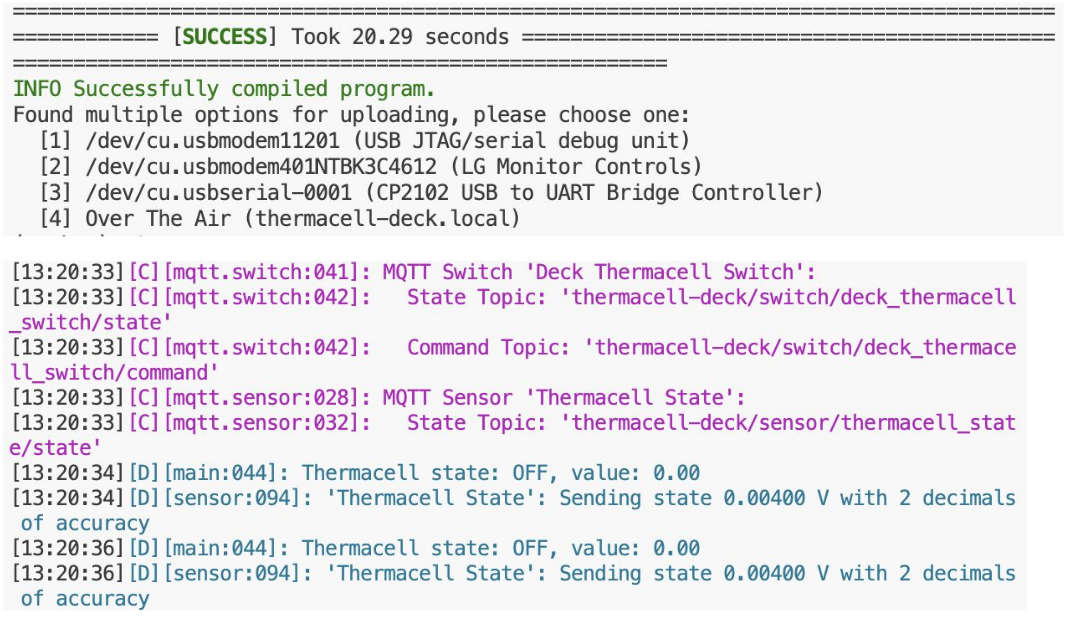 ======================================================================================
============ [SUCCESS] Took 20.29 seconds ============================================
======================================================
INFO Successfully compiled program.
Found multiple options for uploading, please choose one:
  [1] /dev/cu.usbmodem11201 (USB JTAG/serial debug unit)
  [2] /dev/cu.usbmodem401NTBK3C4612 (LG Monitor Controls)
  [3] /dev/cu.usbserial-0001 (CP2102 USB to UART Bridge Controller)
  [4] Over The Air (thermacell-deck.local)
[13:20:33][C][mqtt.switch:041]: MQTT Switch 'Deck Thermacell Switch':
[13:20:33][C][mqtt.switch:042]:   State Topic: 'thermacell-deck/switch/deck_thermacell
_switch/state'
[13:20:33][C][mqtt.switch:042]:   Command Topic: 'thermacell-deck/switch/deck_thermace
ll_switch/command'
[13:20:33][C][mqtt.sensor:028]: MQTT Sensor 'Thermacell State':
[13:20:33][C][mqtt.sensor:032]:   State Topic: 'thermacell-deck/sensor/thermacell_stat
e/state'
[13:20:34][D][main:044]: Thermacell state: OFF, value: 0.00
[13:20:34][D][sensor:094]: 'Thermacell State': Sending state 0.00400 V with 2 decimals
 of accuracy
[13:20:36][D][main:044]: Thermacell state: OFF, value: 0.00
[13:20:36][D][sensor:094]: 'Thermacell State': Sending state 0.00400 V with 2 decimals
 of accuracy